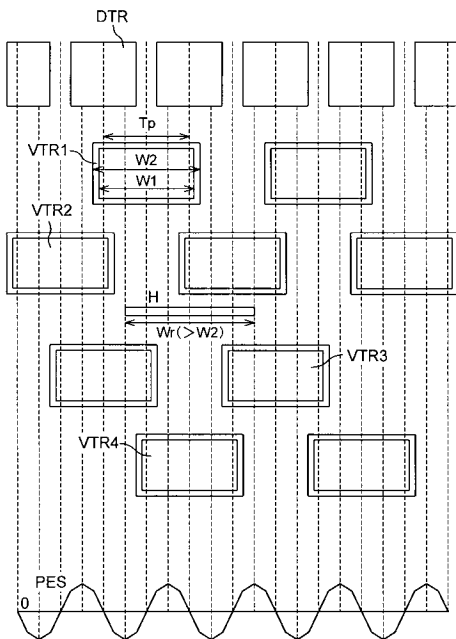 DTR
Tp
VTR1
W2
W1
VTR2
H
Wr(>W2)
VTR3
VTR4
PES
0